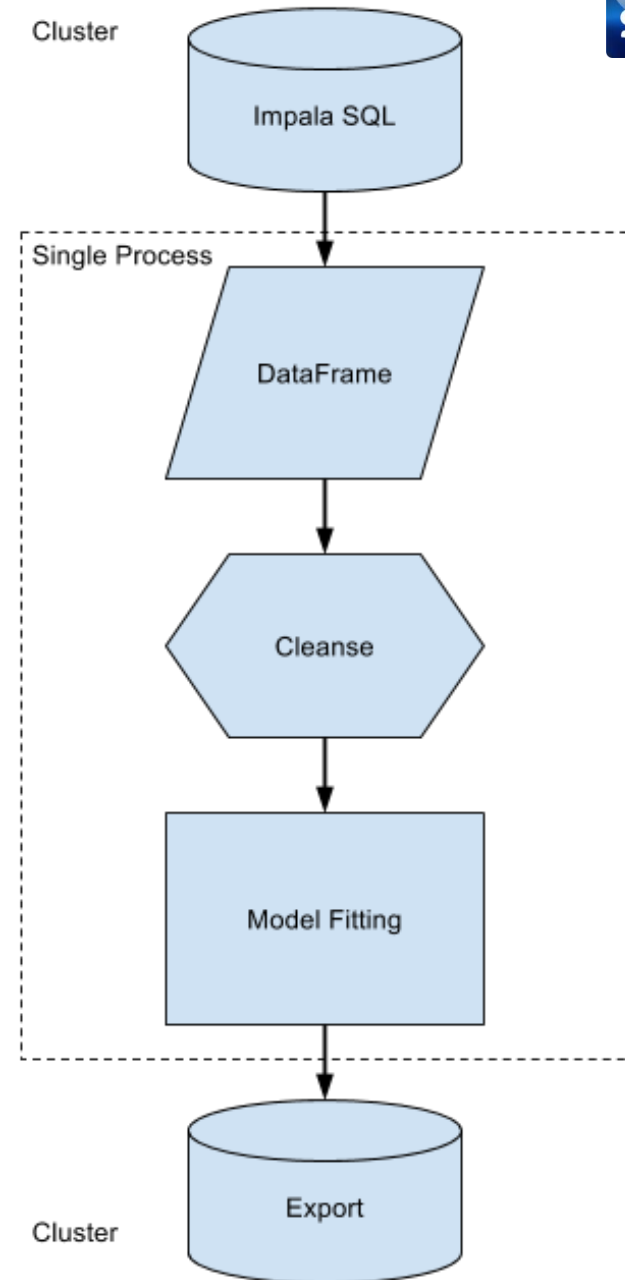 Cluster
Impala SQL
Single Process
DataFrame
Cleanse
Model Fitting
Export
Cluster